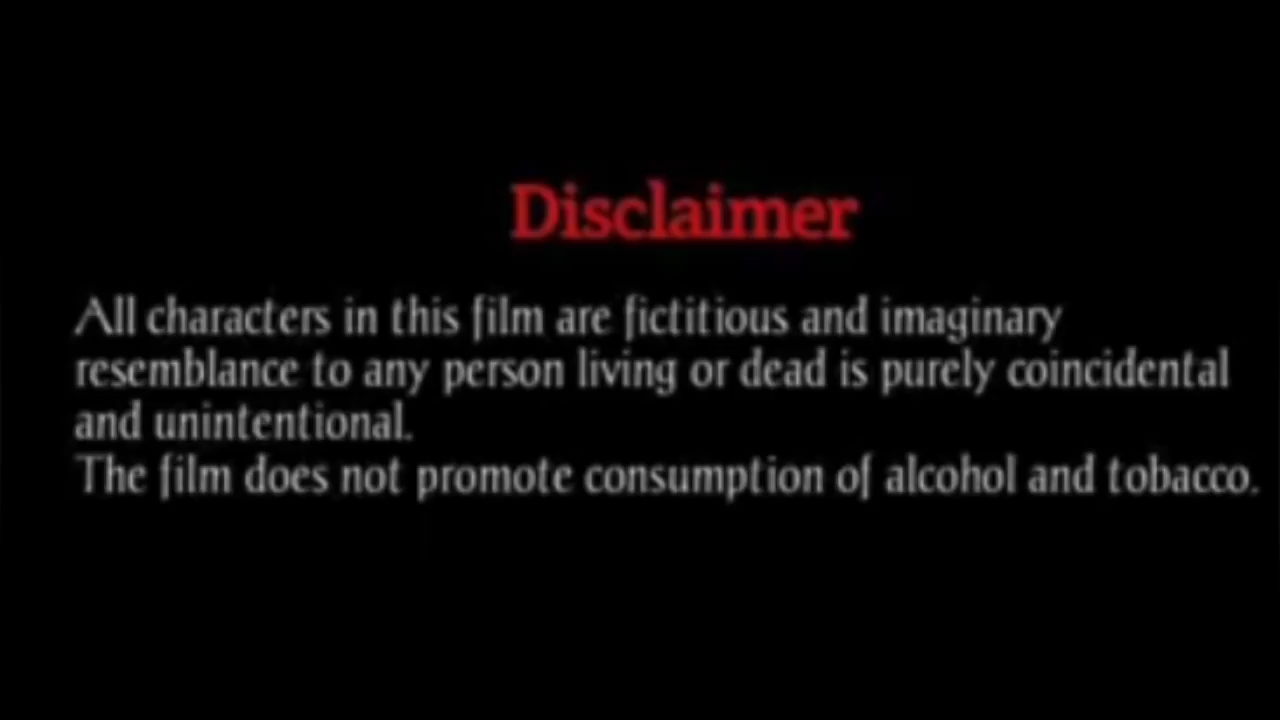 Disclaimer
All characters in this film are fictitious and imaginary
resemblance to any person living or dead is purely coincidental
and unintentional.
The film does not promote consumption of alcohol and tobacco.